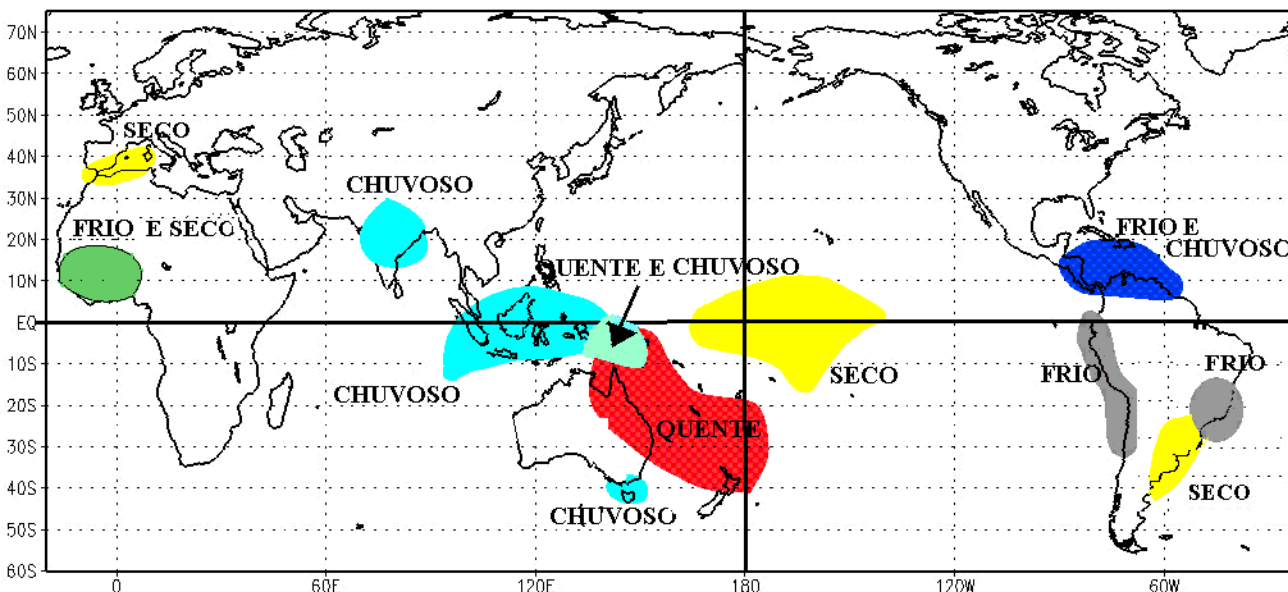 75N
60N
50N
40N
30N
20N
10N
EQ
10S
20S
30S
40S
50S
60S
SECO
CHUVOSO
FRIO E SECO
FRIO E
CHUVOSO
QUENTE E CHUVOSO
CHUVOSO
SECO
FRIO
FRIO
QUENTE
SECO
CHUVOSO
0
60E
120E
180
120W
60W